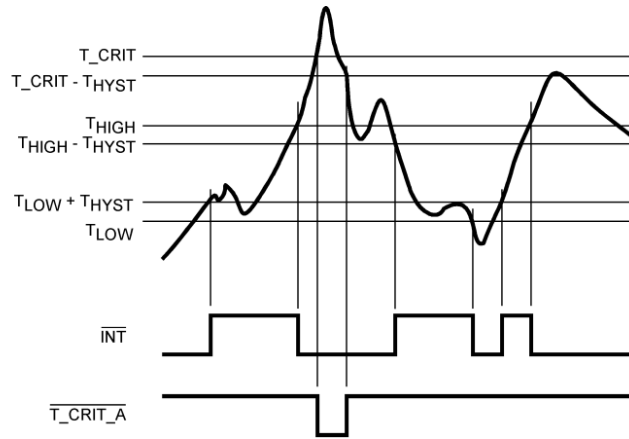 T_CRIT
T_CRIT - THYST
THIGH
THIGH - THYST
TLOW + THYST
TLOW
INT
T_CRIT_A